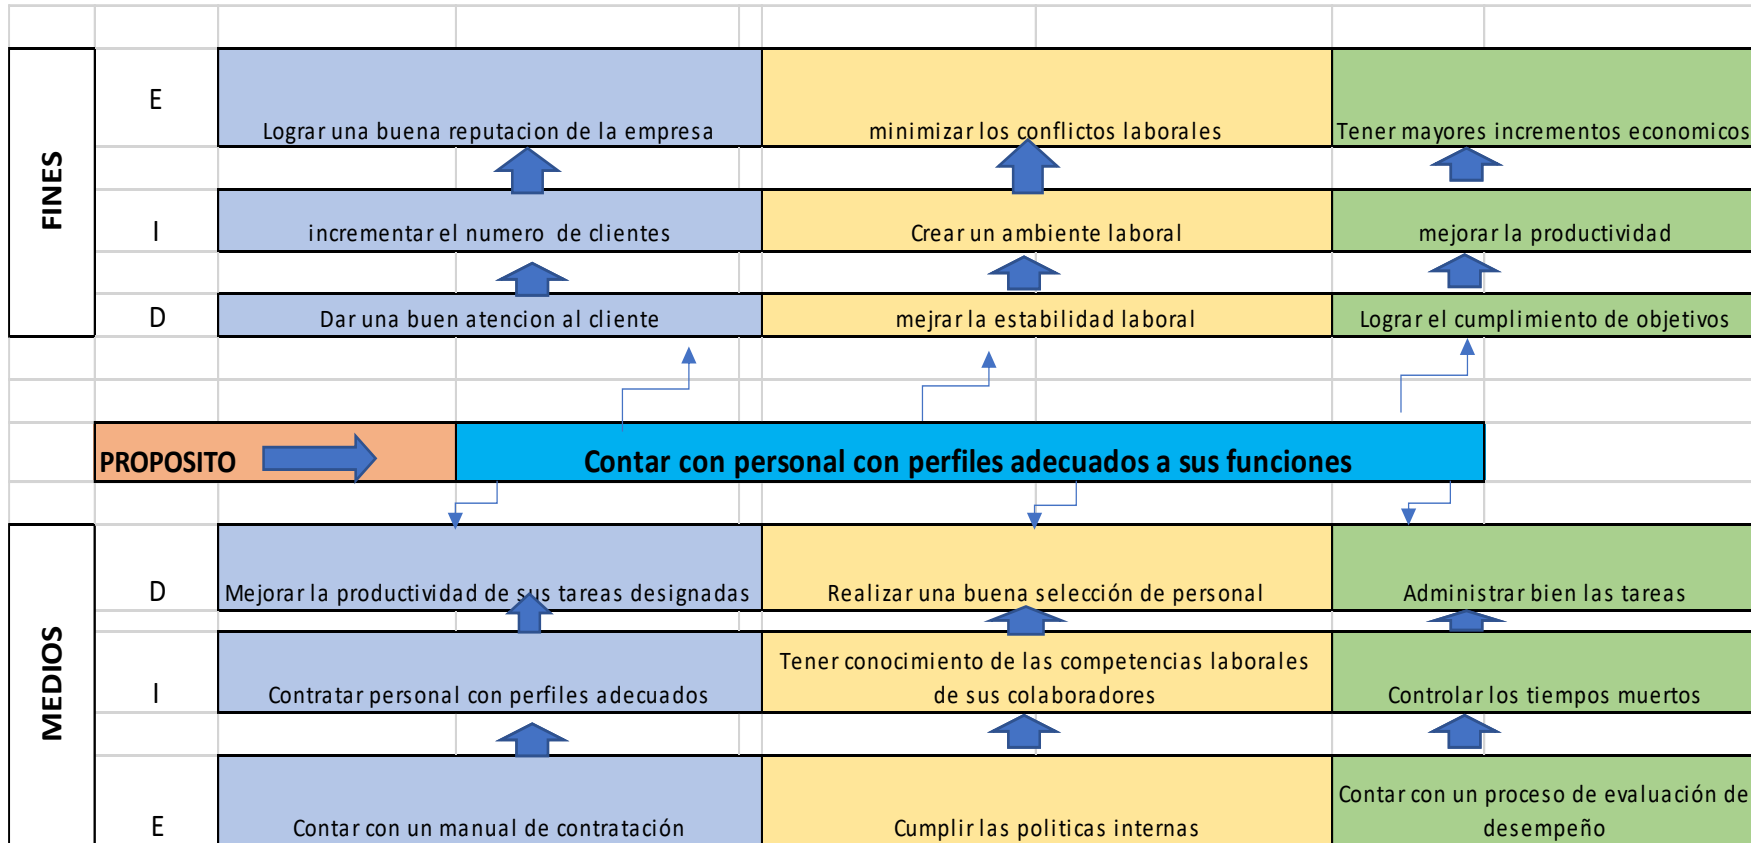 FINES
E
Lograr una buena reputacion de la empresa
minimizar los conflictos laborales
Tener mayores incrementos economicos
I
incrementar el numero de clientes
Crear un ambiente laboral
mejorar la productividad
D
Dar una buen atencion al cliente
mejrar la estabilidad laboral
Lograr el cumplimiento de objetivos
PROPOSITO
Contar con personal con perfiles adecuados a sus funciones
MEDIOS
D
Mejorar la productividad de sus tareas designadas
Realizar una buena selección de personal
Administrar bien las tareas
I
Contratar personal con perfiles adecuados
Tener conocimiento de las competencias laborales
de sus colaboradores
Controlar los tiempos muertos
E
Contar con un manual de contratación
Cumplir las politicas internas
Contar con un proceso de evaluación de
desempeño